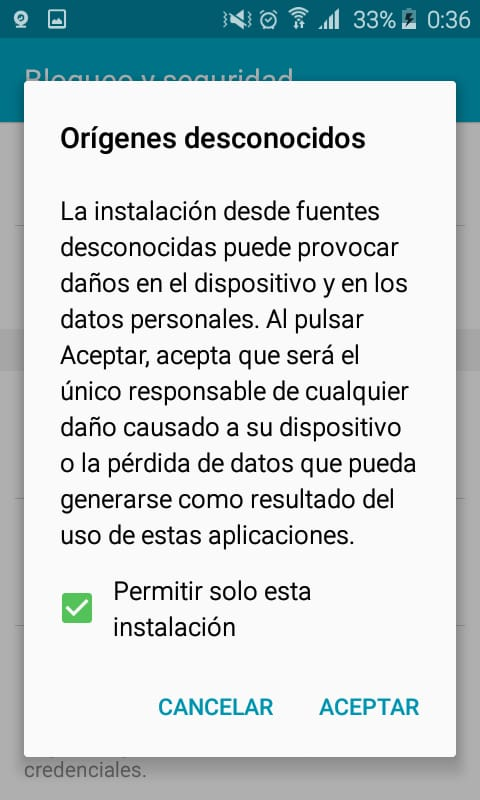 33% 0:36
Bloqueo y seguridad
Orígenes desconocidos
La instalación desde fuentes
desconocidas puede provocar
daños en el dispositivo y en los
datos personales. Al pulsar
Aceptar, acepta que será el
único responsable de cualquier
daño causado a su dispositivo
o la pérdida de datos que pueda
generarse como resultado del
uso de estas aplicaciones.
Permitir solo esta
instalación
CANCELAR ACEPTAR
credenciales.